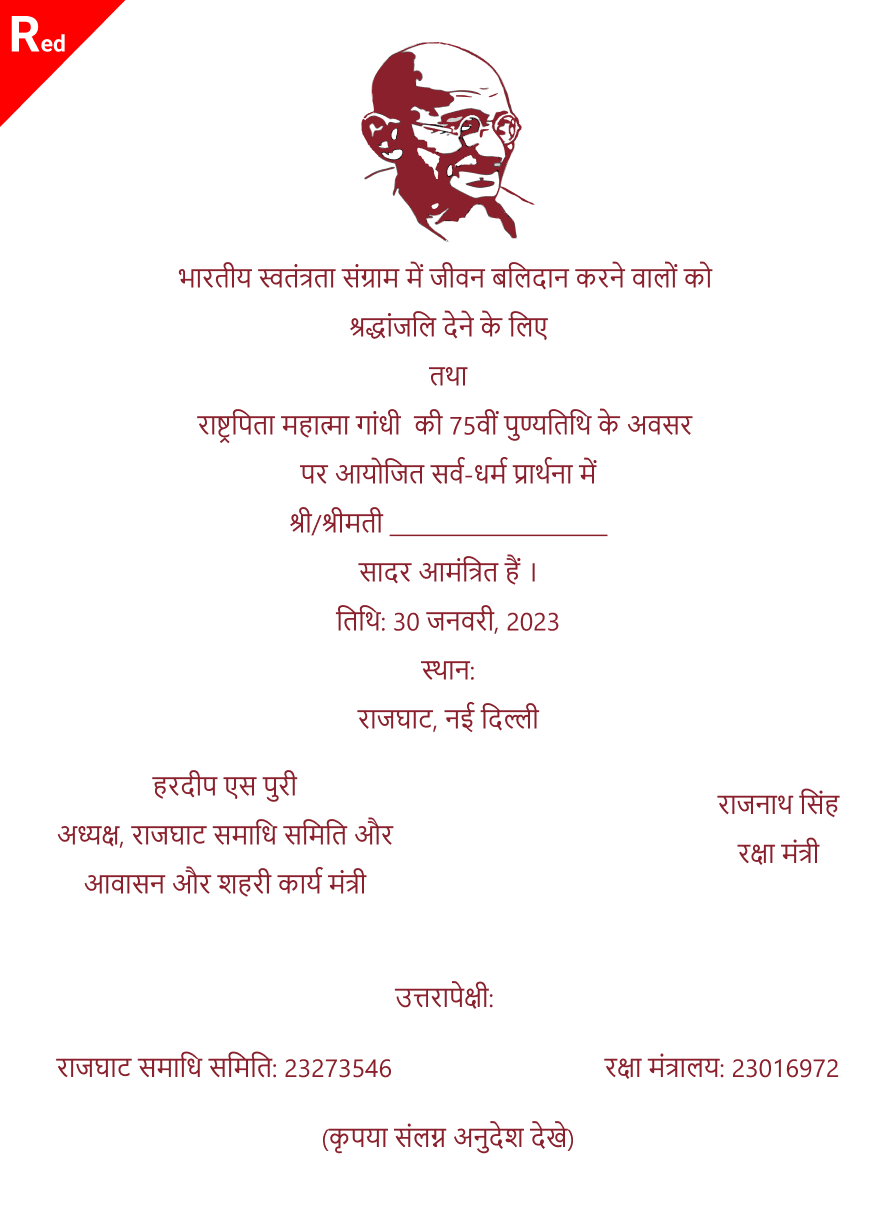 Red
भारतीय स्वतंत्रता संग्राम में जीवन बलिदान करने वालों को
श्रद्धांजलि देने के लिए
तथा
राष्ट्रपिता महात्मा गांधी की 75वीं पुण्यतिथि के अवसर
पर आयोजित सर्व-धर्म प्रार्थना में
श्री/श्रीमती __________________
सादर आमंत्रित हैं ।
तिथि: 30 जनवरी, 2023
स्थान:
राजघाट, नई दिल्ली
हरदीप एस पुरी
अध्यक्ष, राजघाट समाधि समिति और
आवासन और शहरी कार्य मंत्री
राजनाथ सिंह
रक्षा मंत्री
उत्तरापेक्षी:
राजघाट समाधि समिति: 23273546
रक्षा मंत्रालय: 23016972
(कृपया संलग्न अनुदेश देखे)